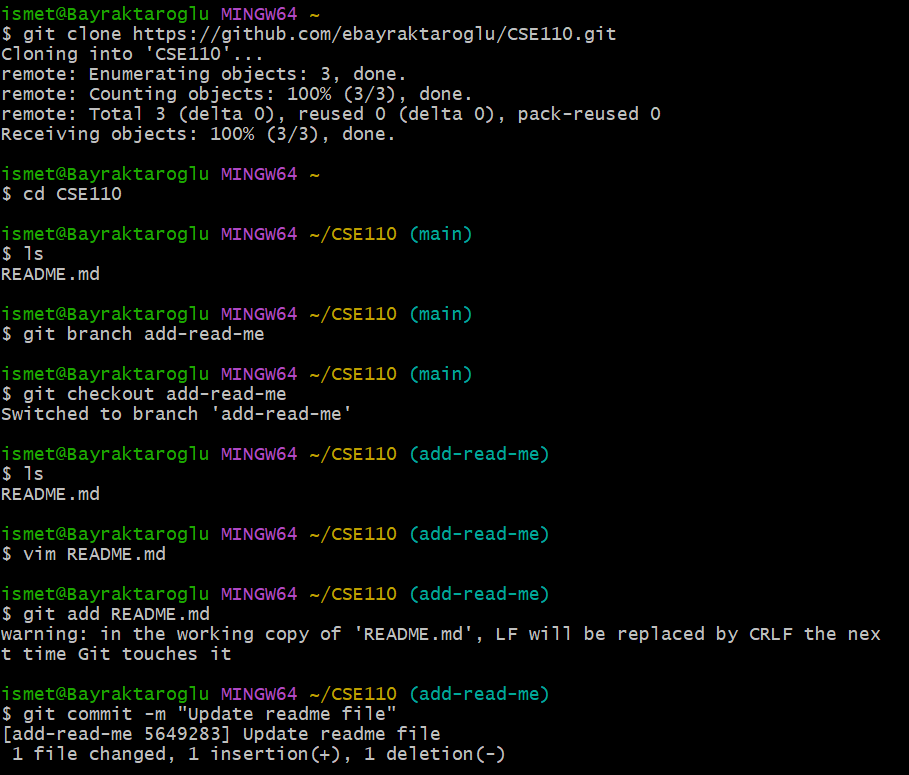 ismet@Bayraktaroglu MINGW64 ~
$ git clone https://github.com/ebayraktaroglu/CSE110.git
Cloning into 'CSE110'...
remote: Enumerating objects: 3, done.
remote: Counting objects: 100% (3/3), done.
remote: Total 3 (delta 0), reused 0 (delta 0), pack-reused 0
Receiving objects: 100% (3/3), done.
ismet@Bayraktaroglu MINGW64 ~
$ cd CSE110
ismet@Bayraktaroglu MINGW64 ~/CSE110 (main)
$ ls
README.md
ismet@Bayraktaroglu MINGW64 ~/CSE110 (main)
$ git branch add-read-me
ismet@Bayraktaroglu MINGW64 ~/CSE110 (main)
$ git checkout add-read-me
Switched to branch 'add-read-me'
ismet@Bayraktaroglu MINGW64 ~/CSE110 (add-read-me)
$ ls
README.md
ismet@Bayraktaroglu MINGW64 ~/CSE110 (add-read-me)
$ vim README.md
ismet@Bayraktaroglu MINGW64 ~/CSE110 (add-read-me)
$ git add README.md
warning: in the working copy of 'README.md', LF will be replaced by CRLF the nex
t time Git touches it
ismet@Bayraktaroglu MINGW64 ~/CSE110 (add-read-me)
$ git commit -m "Update readme file"
[add-read-me 5649283] Update readme file
 1 file changed, 1 insertion(+), 1 deletion(-)